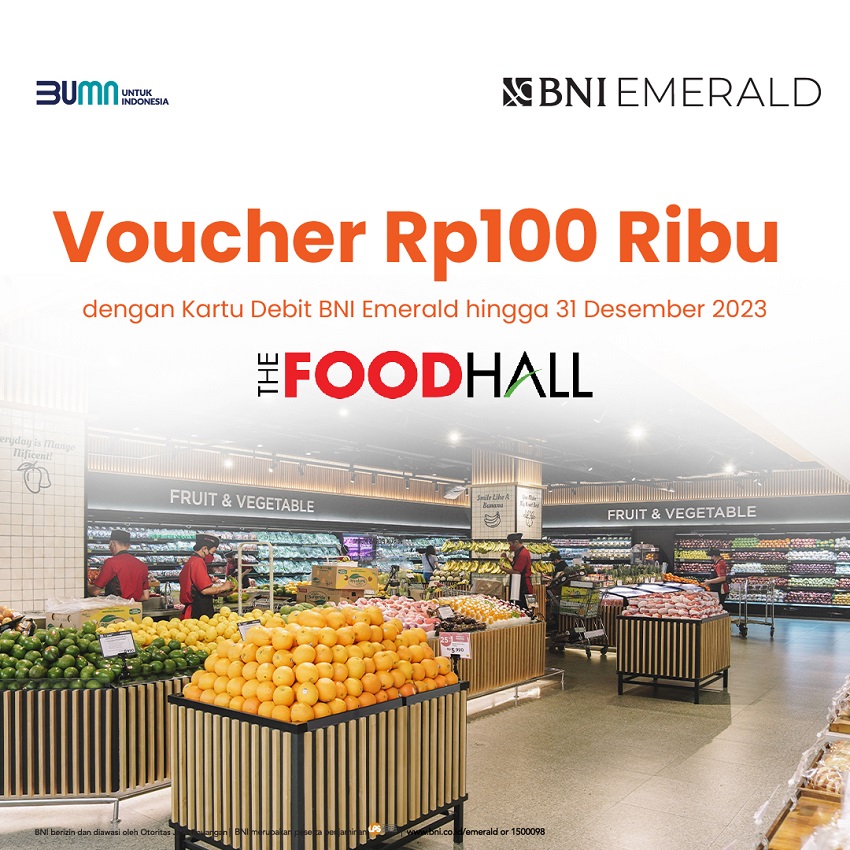 BUMN UNTUK INDONESIA
BNI EMERALD
Voucher Rp100 Ribu
dengan Kartu Debit BNI Emerald hingga 31 Desember 2023
THE FOODHALL
Everyday is Mango
Nificent!
Smile Like A
Banana
FRUIT & VEGETABLE
FRUIT & VEGETABLE
BNI berizin dan diawasi oleh Otoritas Keuangan | BNI merupakan peserta penjaminan LPS | www.bni.co.id/emerald or 1500098